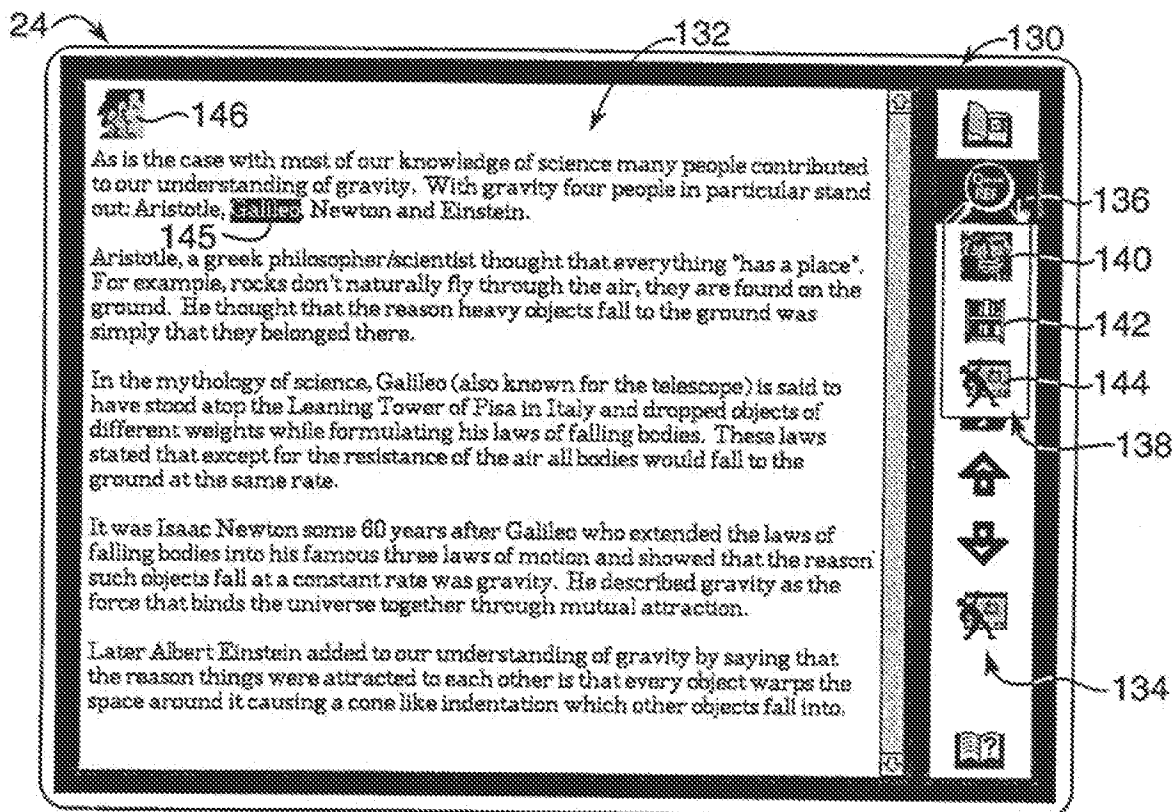 24
132
130
146
As is the case with most of our knowledge of science many people contributed
to our understanding of gravity. With gravity four people in particular stand
out: Aristotle, Galileo, Newton and Einstein.
145
136
Aristotle, a greek philosopher/scientist thought that everything "has a place".
For example, rocks don't naturally fly through the air, they are found on the
ground. He thought that the reason heavy objects fall to the ground was
simply that they belonged there.
140
142
In the mythology of science, Galileo (also known for the telescope) is said to
have stood atop the Leaning Tower of Pisa in Italy and dropped objects of
different weights while formulating his laws of falling bodies. These laws
stated that except for the resistance of the air all bodies would fall to the
ground at the same rate.
144
138
It was Isaac Newton some 60 years after Galileo who extended the laws of
falling bodies into his famous three laws of motion and showed that the reason
such objects fall at a constant rate was gravity. He described gravity as the
force that binds the universe together through mutual attraction.
Later Albert Einstein added to our understanding of gravity by saying that
the reason things were attracted to each other is that every object warps the
space around it causing a cone like indentation which other objects fall into.
134
?